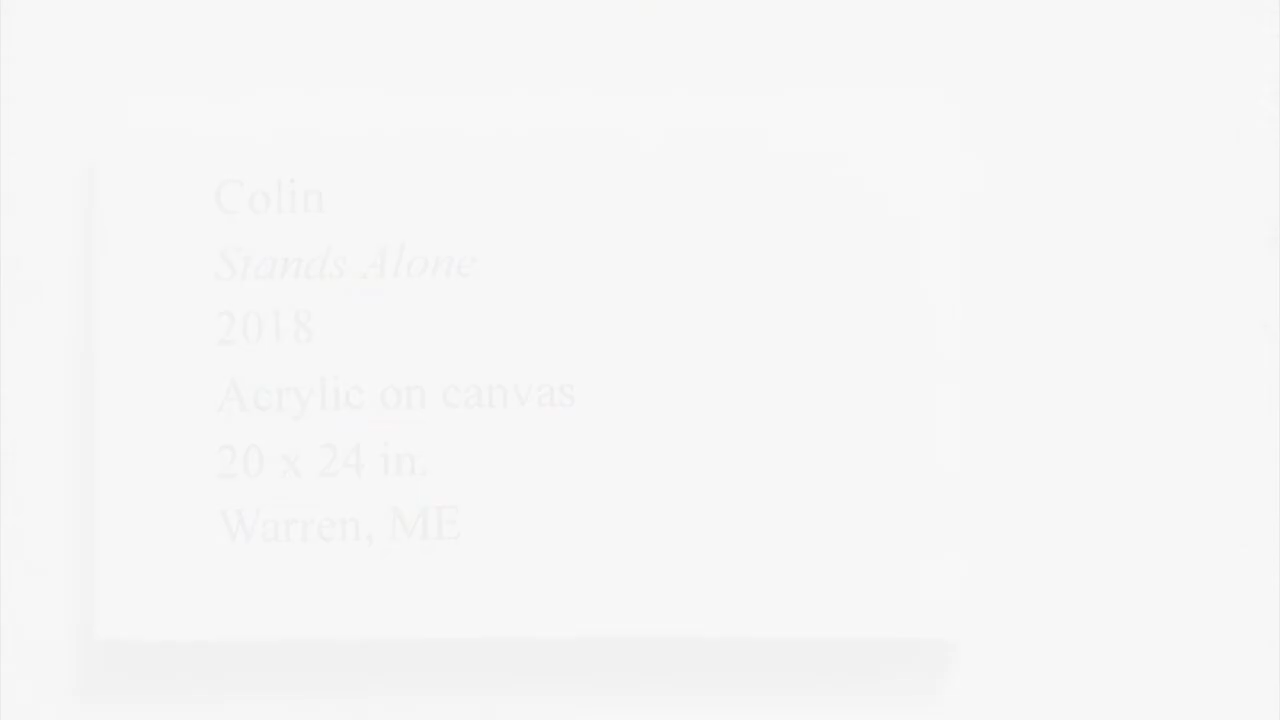 Colin
Stands Alone
2018
Acrylic on canvas
20 x 24 in.
Warren, ME